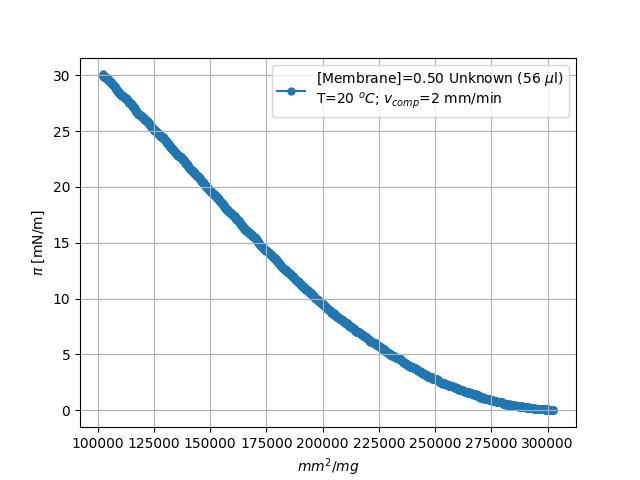 30
25
20
15
10
5
0
π [mN/m]
[Membrane]=0.50 Unknown (56 μl)
T=20 °C; v_comp=2 mm/min
100000 125000 150000 175000 200000 225000 250000 275000 300000
mm²/mg